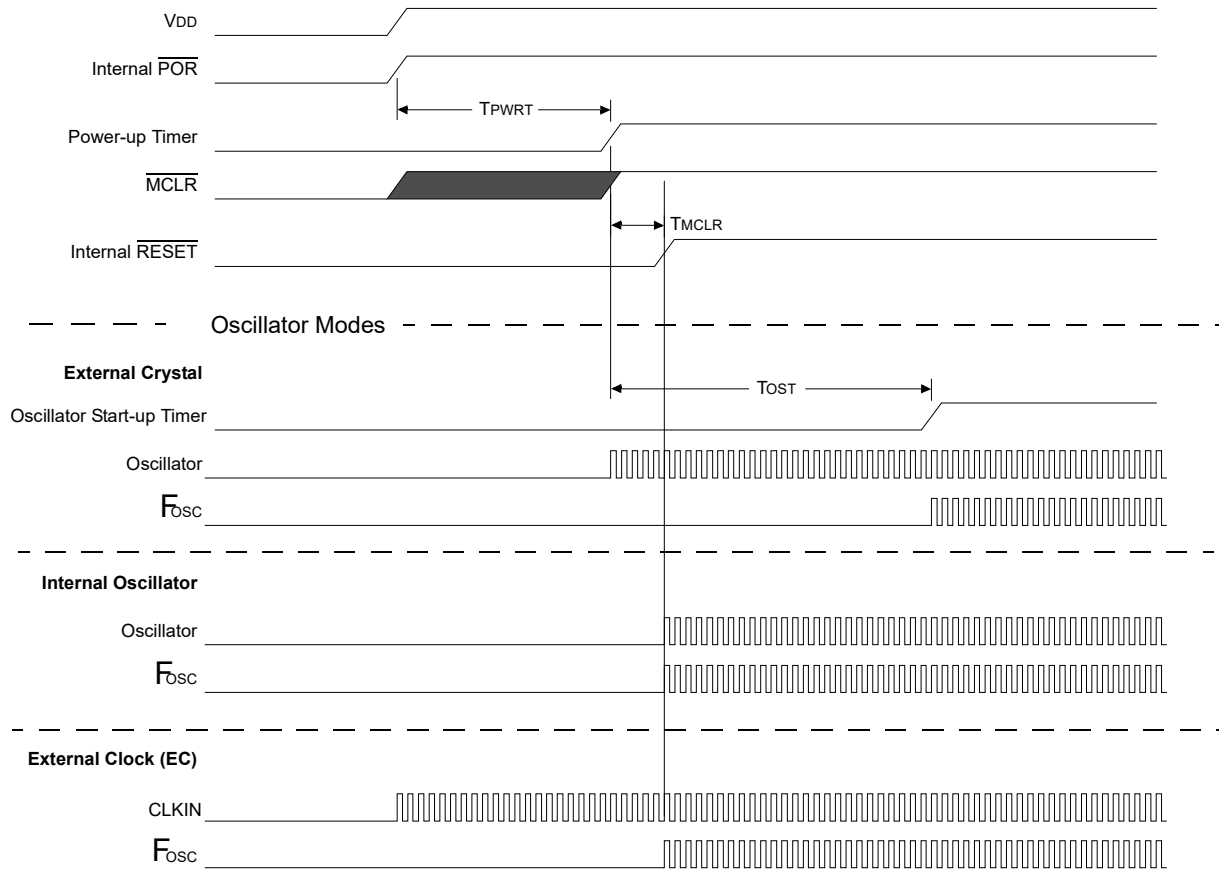 VDD
Internal POR
TPWRT
Power-up Timer
MCLR
TMCLR
Internal RESET
Oscillator Modes
External Crystal
TOST
Oscillator Start-up Timer
Oscillator
FOSC
Internal Oscillator
Oscillator
FOSC
External Clock (EC)
CLKIN
FOSC